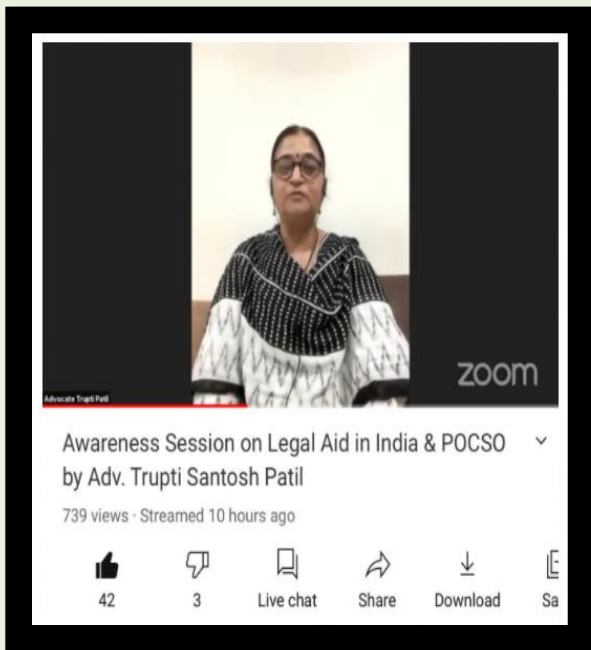 zoom
Advocate Trupti Patil
Awareness Session on Legal Aid in India & POCSO
by Adv. Trupti Santosh Patil
739 views · Streamed 10 hours ago
42
3
Live chat
Share
Download
Sa